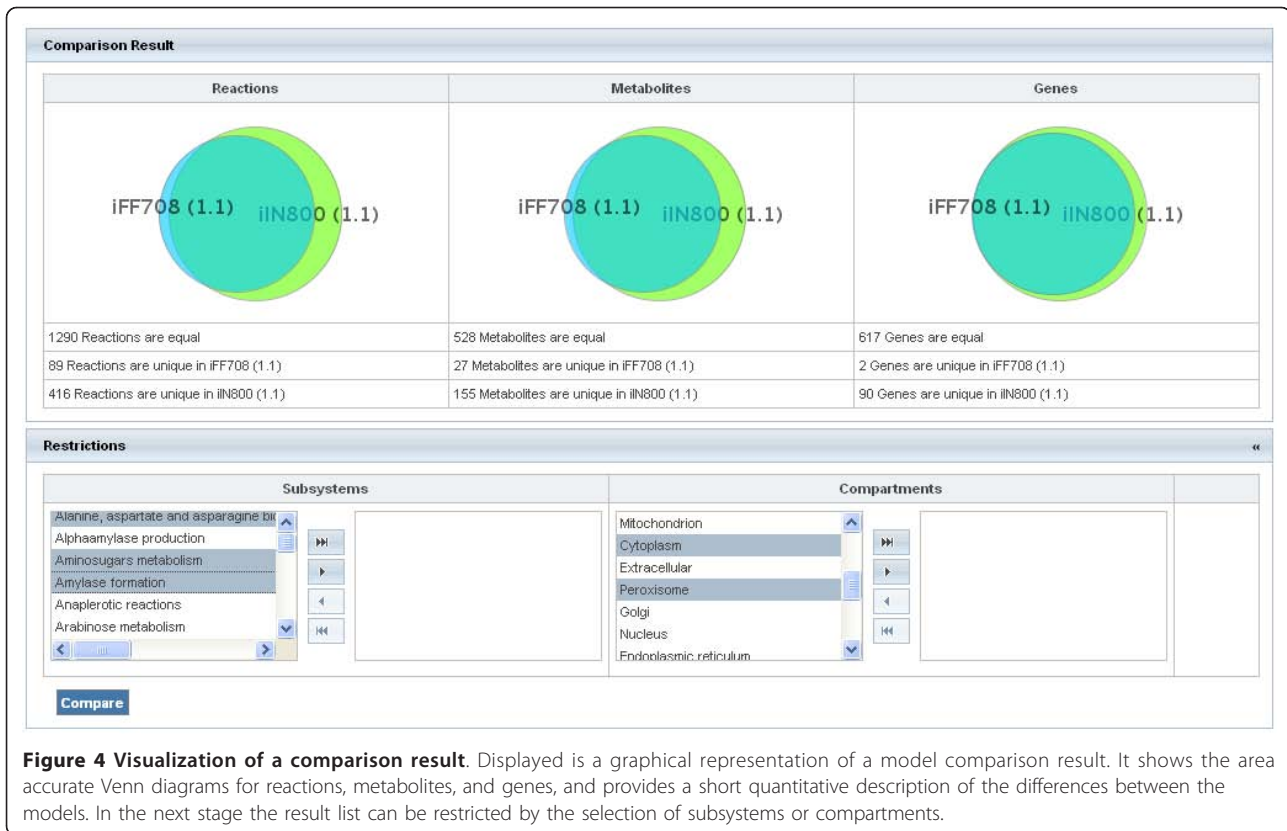 Comparison Result
Reactions
Metabolites
Genes
iFF708 (1.1) iIN800 (1.1)
iFF708 (1.1) iIN800 (1.1)
iFF708 (1.1) iIN800 (1.1)
1290 Reactions are equal
528 Metabolites are equal
617 Genes are equal
89 Reactions are unique in iFF708 (1.1)
27 Metabolites are unique in iFF708 (1.1)
2 Genes are unique in iFF708 (1.1)
416 Reactions are unique in iIN800 (1.1)
155 Metabolites are unique in iIN800 (1.1)
90 Genes are unique in iIN800 (1.1)
Restrictions «
Subsystems
Compartments
Alanine, aspartate and asparagine
Alphaamylase production
Aminosugars metabolism
Amylase formation
Anaplerotic reactions
Arabinose metabolism
Mitochondrion
Cytoplasm
Extracellular
Peroxisome
Golgi
Nucleus
Endoplasmic reticulum
Compare
Figure 4 Visualization of a comparison result. Displayed is a graphical representation of a model comparison result. It shows the area
accurate Venn diagrams for reactions, metabolites, and genes, and provides a short quantitative description of the differences between the
models. In the next stage the result list can be restricted by the selection of subsystems or compartments.